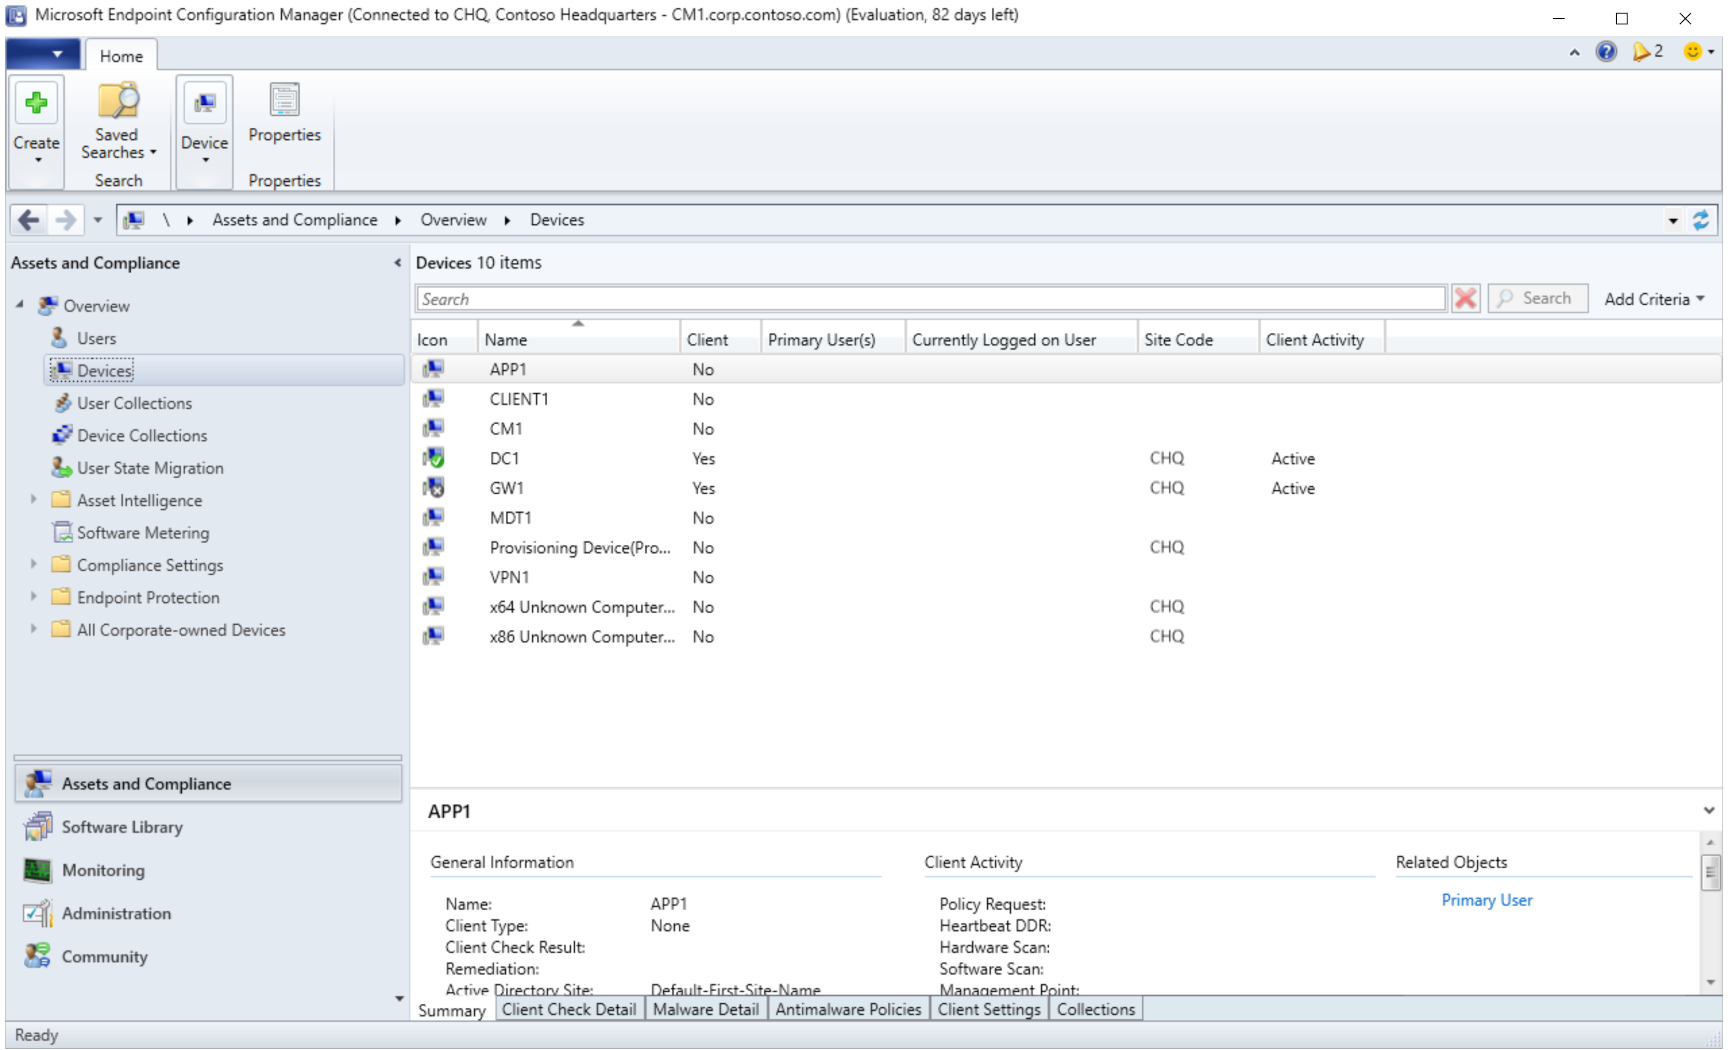 Microsoft Endpoint Configuration Manager (Connected to CHQ, Contoso Headquarters - CM1.corp.contoso.com) (Evaluation, 82 days left)
Home
2
Create
Saved Searches
Search
Device
Properties
Properties
\ Assets and Compliance Overview Devices
Assets and Compliance
Overview
Users
Devices
User Collections
Device Collections
User State Migration
Asset Intelligence
Software Metering
Compliance Settings
Endpoint Protection
All Corporate-owned Devices
Assets and Compliance
Software Library
Monitoring
Administration
Community
Devices 10 items
Search
Search
Add Criteria
Icon Name Client Primary User(s) Currently Logged on User Site Code Client Activity
APP1 No
CLIENT1 No
CM1 No
DC1 Yes CHQ Active
GW1 Yes CHQ Active
MDT1 No
Provisioning Device(Pro... No CHQ
VPN1 No
x64 Unknown Computer... No CHQ
x86 Unknown Computer... No CHQ
APP1
General Information
Name: APP1
Client Type: None
Client Check Result:
Remediation:
Active Directory Site: Default-First-Site-Name
Client Activity
Policy Request:
Heartbeat DDR:
Hardware Scan:
Software Scan:
Management Point:
Related Objects
Primary User
Summary Client Check Detail Malware Detail Antimalware Policies Client Settings Collections
Ready